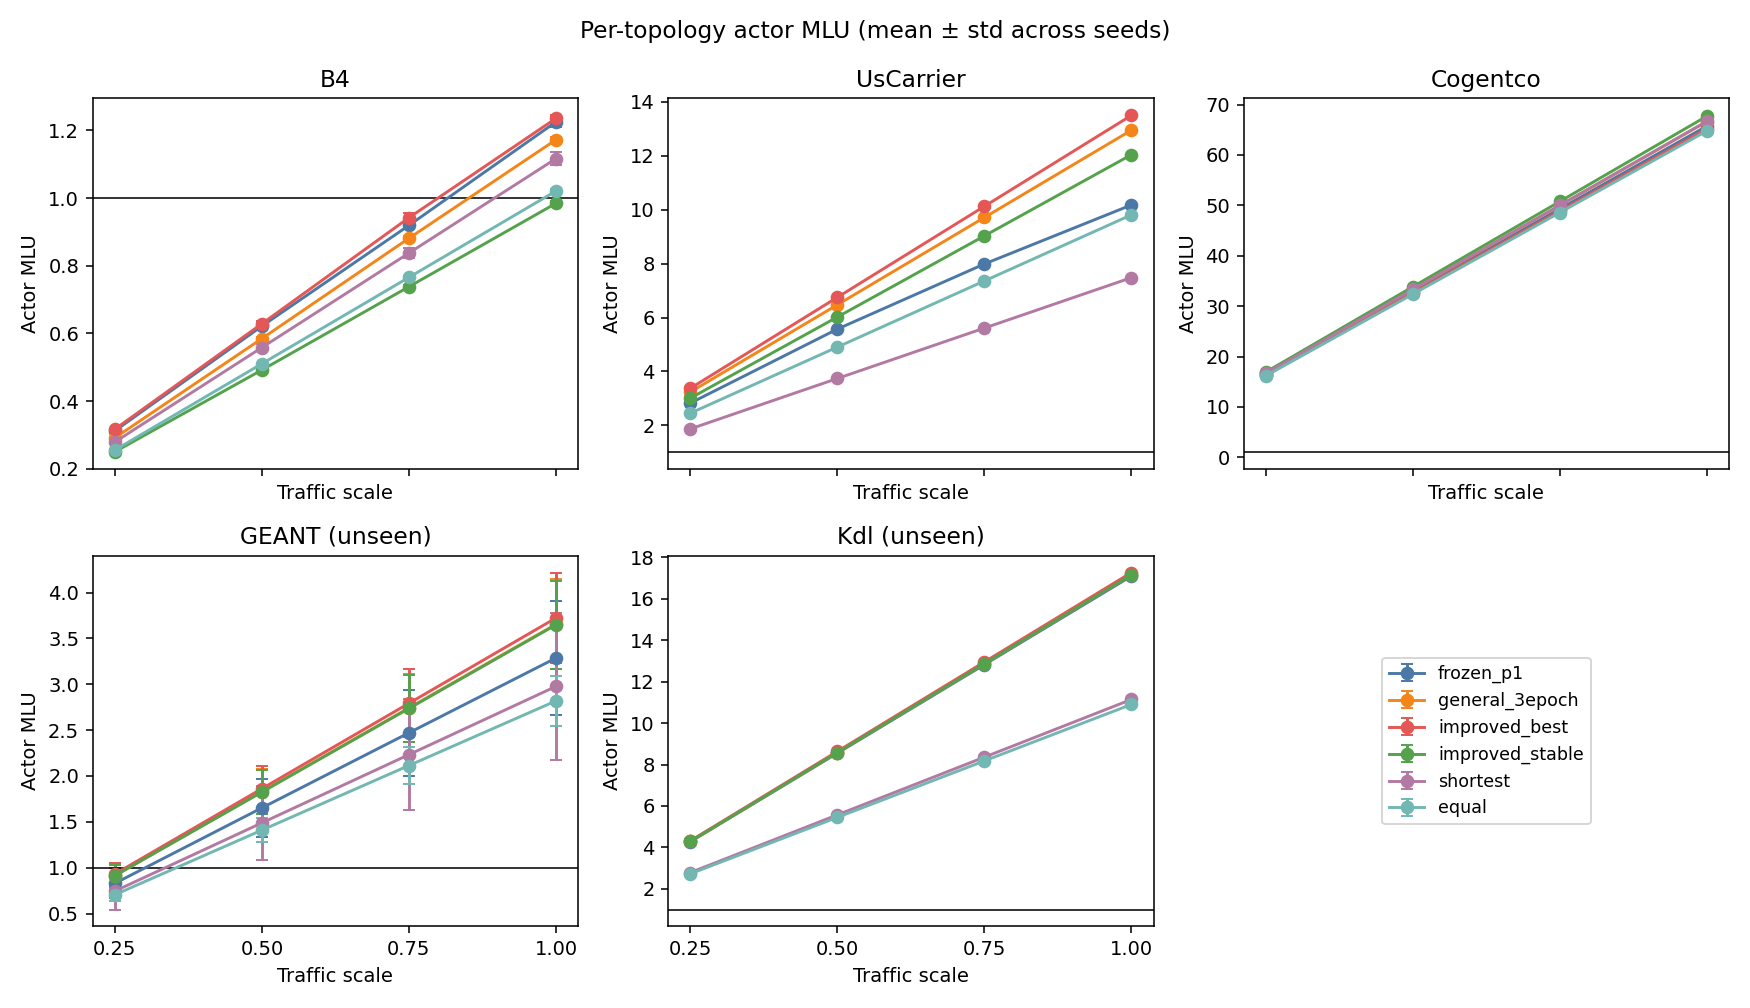 Per-topology actor MLU (mean ± std across seeds)
B4
Actor MLU
1.2
1.0
0.8
0.6
0.4
0.2
Traffic scale
UsCarrier
Actor MLU
14
12
10
8
6
4
2
Traffic scale
Cogentco
Actor MLU
70
60
50
40
30
20
10
0
Traffic scale
GEANT (unseen)
Actor MLU
4.0
3.5
3.0
2.5
2.0
1.5
1.0
0.5
0.25 0.50 0.75 1.00
Traffic scale
Kdl (unseen)
Actor MLU
18
16
14
12
10
8
6
4
2
0.25 0.50 0.75 1.00
Traffic scale
frozen_p1
general_3epoch
improved_best
improved_stable
shortest
equal